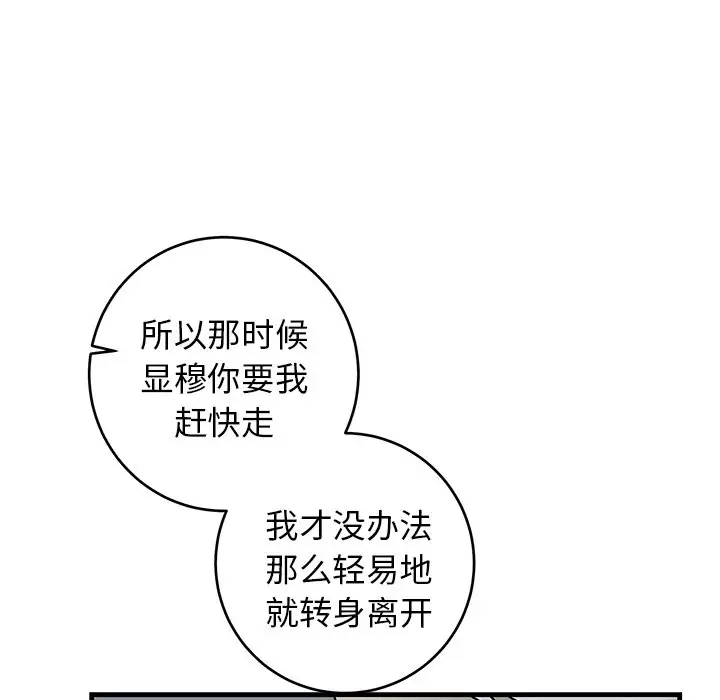 所以那时候
显穆你要我
赶快走
我才没办法
那么轻易地
就转身离开